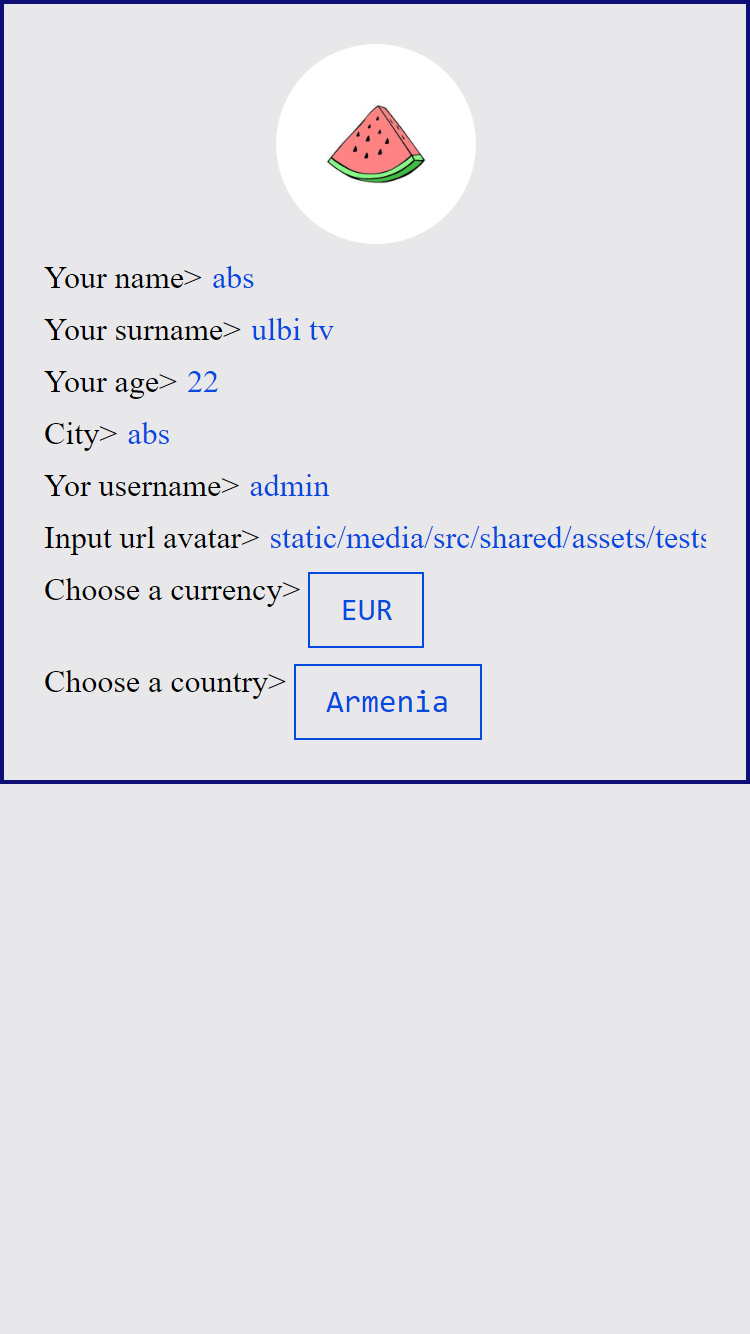 Your name> abs
Your surname> ulbi tv
Your age> 22
City> abs
Yor username> admin
Input url avatar> static/media/src/shared/assets/tests
Choose a currency> EUR
Choose a country> Armenia